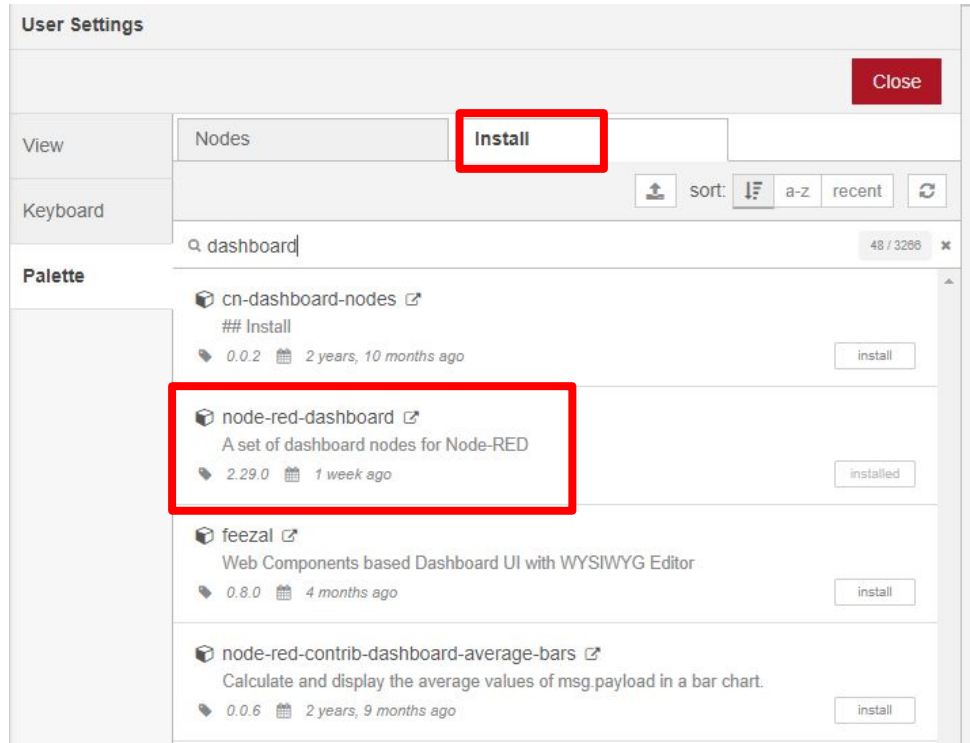 User Settings
Close
View
Keyboard
Palette
Nodes
Install
sort: a-z recent
dashboard
48 / 3266
cn-dashboard-nodes
## Install
0.0.2 2 years, 10 months ago
install
node-red-dashboard
A set of dashboard nodes for Node-RED
2.29.0 1 week ago
installed
feezal
Web Components based Dashboard UI with WYSIWYG Editor
0.8.0 4 months ago
install
node-red-contrib-dashboard-average-bars
Calculate and display the average values of msg.payload in a bar chart.
0.0.6 2 years, 9 months ago
install